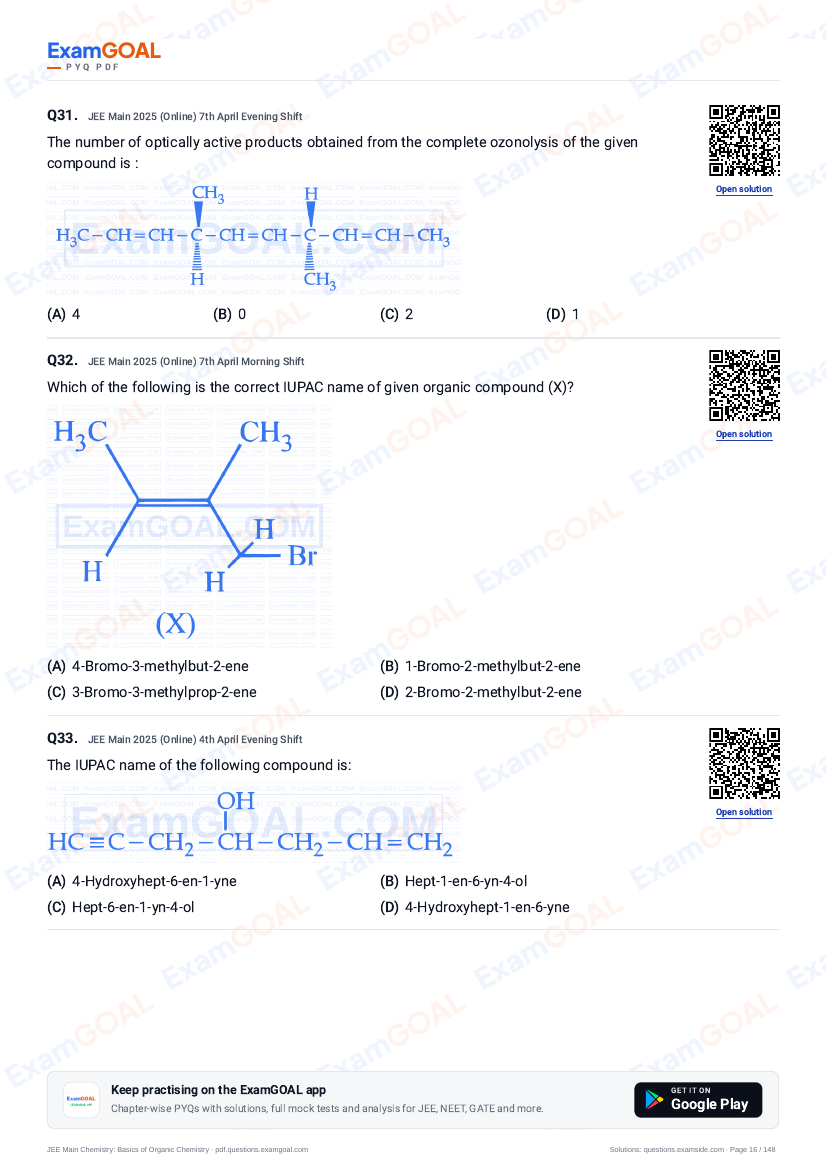 ExamGOAL
PYQ PDF
Q31. JEE Main 2025 (Online) 7th April Evening Shift
The number of optically active products obtained from the complete ozonolysis of the given
compound is :
Open solution
CH3 H
H3C – CH = CH – C – CH = CH – C – CH = CH – CH3
H CH3
ExamGOAL.COM
(A) 4 (B) 0 (C) 2 (D) 1
Q32. JEE Main 2025 (Online) 7th April Morning Shift
Which of the following is the correct IUPAC name of given organic compound (X)?
Open solution
H3C CH3
ExamGOAL.COM
H
Br
H
H
(X)
(A) 4-Bromo-3-methylbut-2-ene (B) 1-Bromo-2-methylbut-2-ene
(C) 3-Bromo-3-methylprop-2-ene (D) 2-Bromo-2-methylbut-2-ene
Q33. JEE Main 2025 (Online) 4th April Evening Shift
The IUPAC name of the following compound is:
Open solution
OH
ExamGOAL.COM
HC ≡ C – CH2 – CH – CH2 – CH = CH2
(A) 4-Hydroxyhept-6-en-1-yne (B) Hept-1-en-6-yn-4-ol
(C) Hept-6-en-1-yn-4-ol (D) 4-Hydroxyhept-1-en-6-yne
Keep practising on the ExamGOAL app
Chapter-wise PYQs with solutions, full mock tests and analysis for JEE, NEET, GATE and more.
GET IT ON
Google Play
JEE Main Chemistry: Basics of Organic Chemistry · pdf.questions.examgoal.com Solutions: questions.examside.com · Page 16 / 148